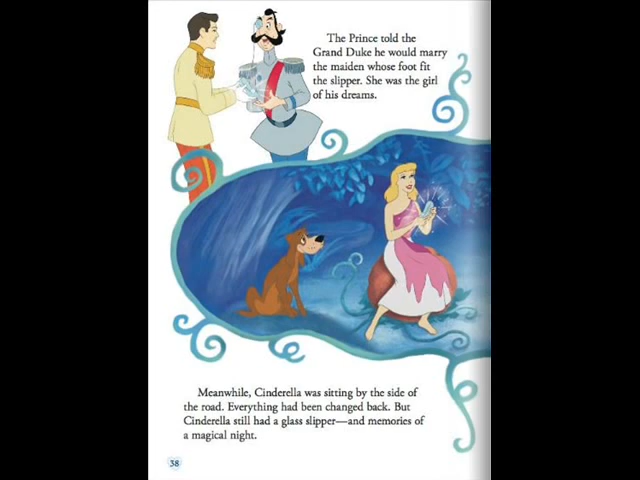 The Prince told the
Grand Duke he would marry
the maiden whose foot fit
the slipper. She was the girl
of his dreams.
Meanwhile, Cinderella was sitting by the side of
the road. Everything had been changed back. But
Cinderella still had a glass slipper—and memories of
a magical night.
38